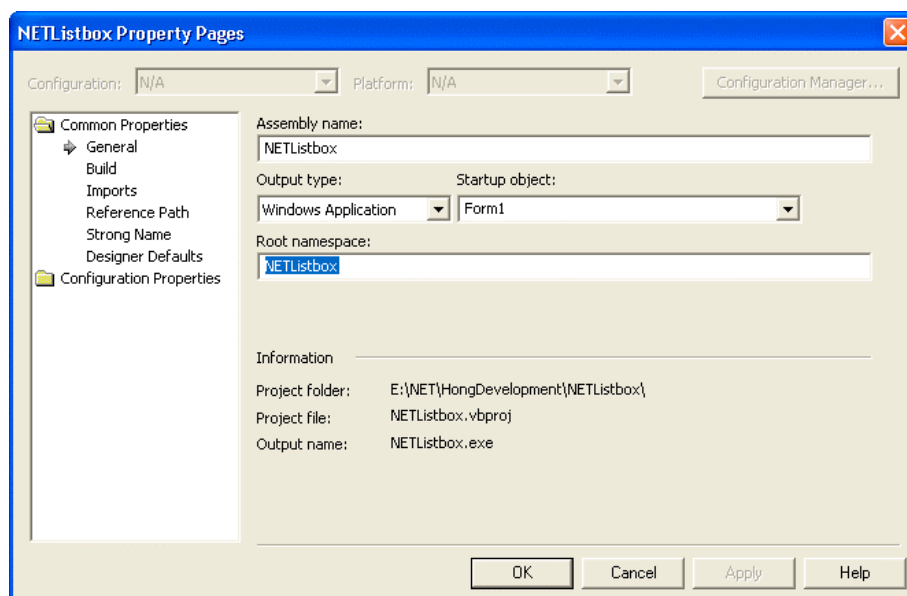 NETListbox Property Pages
Configuration: N/A Platform: N/A Configuration Manager...
Common Properties
General
Build
Imports
Reference Path
Strong Name
Designer Defaults
Configuration Properties
Assembly name:
NETListbox
Output type: Startup object:
Windows Application Form1
Root namespace:
NETListbox
Information
Project folder: E:\NET\HongDevelopment\NETListbox\
Project file: NETListbox.vbproj
Output name: NETListbox.exe
OK Cancel Apply Help